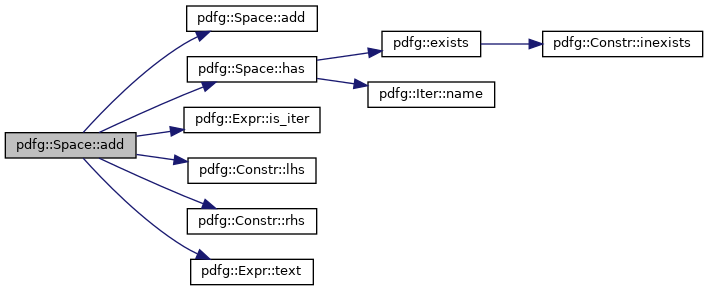 pdfg::Space::add
pdfg::Space::add
pdfg::Space::has
pdfg::exists
pdfg::Constr::inexists
pdfg::Iter::name
pdfg::Expr::is_iter
pdfg::Constr::lhs
pdfg::Constr::rhs
pdfg::Expr::text